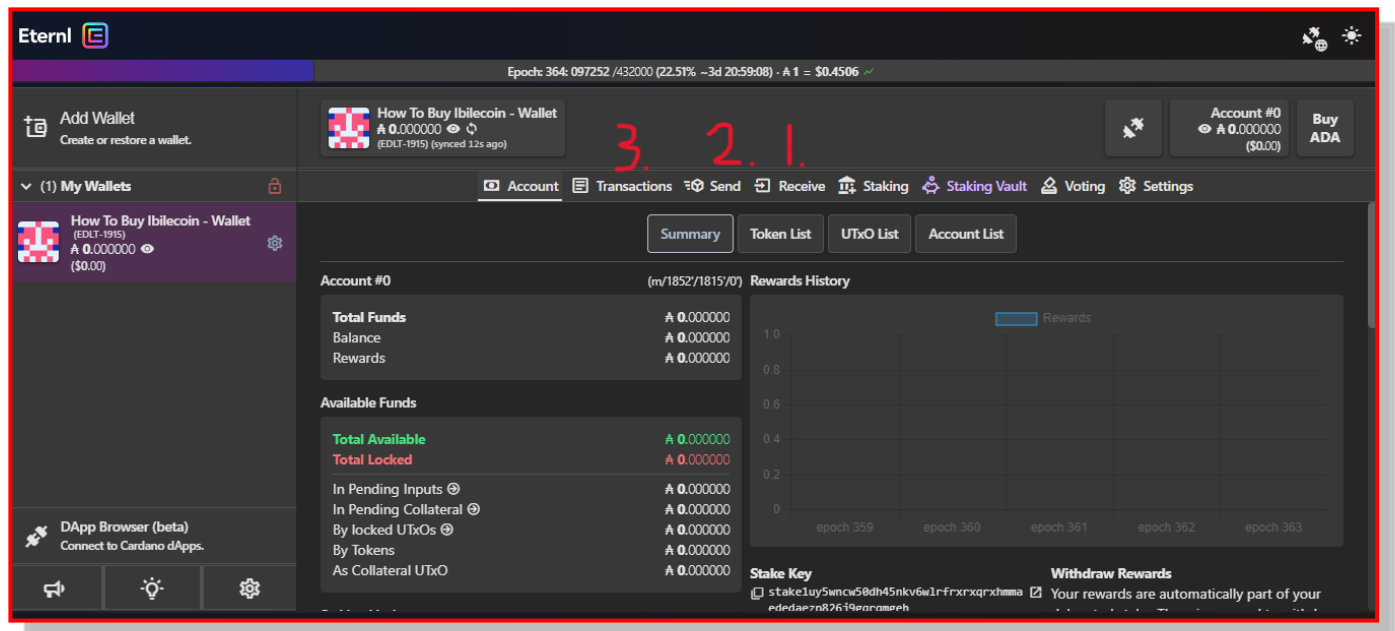 Eternl
Epoch: 364: 097252 /432000 (22.51% ~3d 20:59:08) · ₳ 1 = $0.4506
Add Wallet
Create or restore a wallet.
How To Buy Ibilecoin - Wallet
₳ 0.000000
(EDLT-1915) (synced 12s ago)
3. 2. 1.
Account #0
₳ 0.000000
($0.00)
Buy
ADA
(1) My Wallets
Account Transactions Send Receive Staking Staking Vault Voting Settings
How To Buy Ibilecoin - Wallet
(EDLT-1915)
₳ 0.000000
($0.00)
Summary Token List UTxO List Account List
Account #0 (m/1852'/1815'/0')
Total Funds ₳ 0.000000
Balance ₳ 0.000000
Rewards ₳ 0.000000
Available Funds
Total Available ₳ 0.000000
Total Locked ₳ 0.000000
In Pending Inputs ₳ 0.000000
In Pending Collateral ₳ 0.000000
By locked UTxOs ₳ 0.000000
By Tokens ₳ 0.000000
As Collateral UTxO ₳ 0.000000
Rewards History
Rewards
1.0
0.8
0.6
0.4
0.2
0
epoch 359 epoch 360 epoch 361 epoch 362 epoch 363
Stake Key
stake1uy5wncw50dh45nkv6wlrfrxrxqrxhmma
Withdraw Rewards
Your rewards are automatically part of your
DApp Browser (beta)
Connect to Cardano dApps.